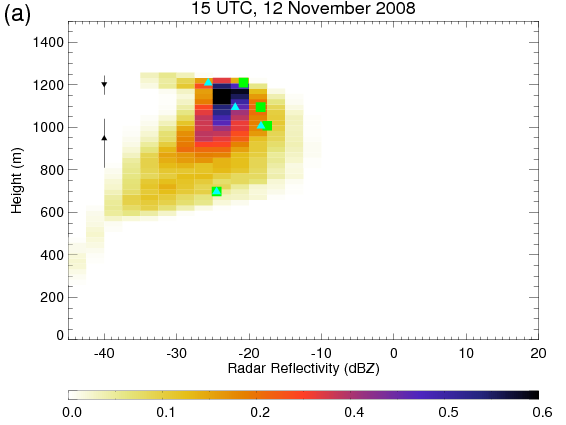 (a)
15 UTC, 12 November 2008
1400
1200
1000
800
600
400
200
0
Height (m)
-40 -30 -20 -10 0 10 20
Radar Reflectivity (dBZ)
0.0 0.1 0.2 0.4 0.5 0.6